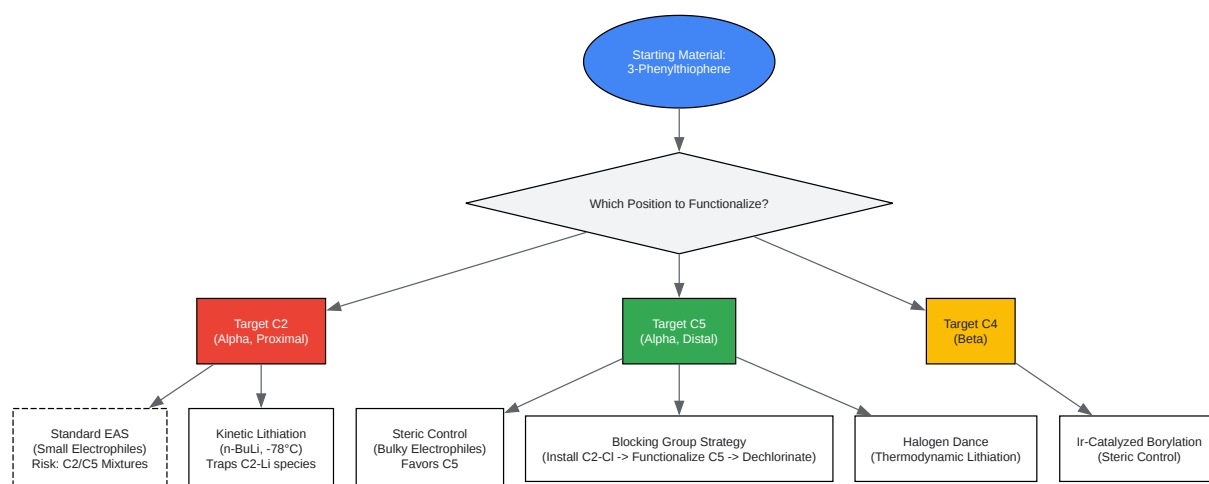 Starting Material:
3-Phenylthiophene
Which Position to Functionalize?
Target C2
(Alpha, Proximal)
Target C5
(Alpha, Distal)
Target C4
(Beta)
Standard EAS
(Small Electrophiles)
Risk: C2/C5 Mixtures
Kinetic Lithiation
(n-BuLi, -78°C)
Traps C2-Li species
Steric Control
(Bulky Electrophiles)
Favors C5
Blocking Group Strategy
(Install C2-Cl -> Functionalize C5 -> Dechlorinate)
Halogen Dance
(Thermodynamic Lithiation)
Ir-Catalyzed Borylation
(Steric Control)